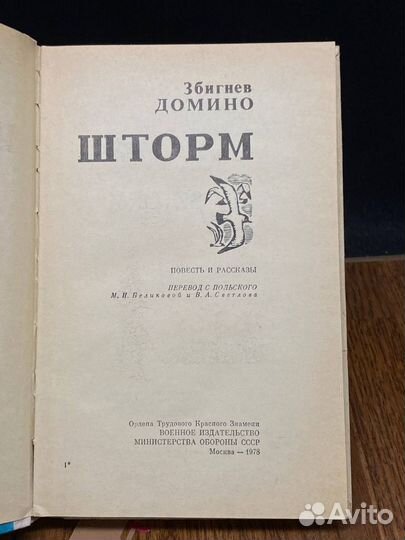 Збигнев
ДОМИНО
ШТОРМ
ПОВЕСТЬ И РАССКАЗЫ
ПЕРЕВОД С ПОЛЬСКОГО
М. И. Беликовой и В. А. Светлова
Ордена Трудового Красного Знамени
ВОЕННОЕ ИЗДАТЕЛЬСТВО
МИНИСТЕРСТВА ОБОРОНЫ СССР
Москва — 1978
1*
Avito